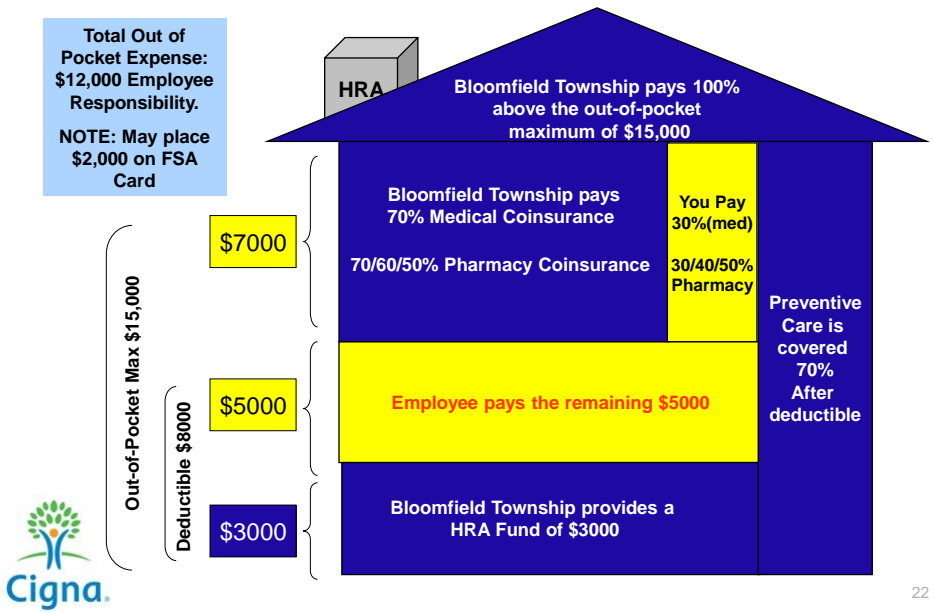 Total Out of
Pocket Expense:
$12,000 Employee
Responsibility.
NOTE: May place
$2,000 on FSA
Card
HRA
Bloomfield Township pays 100%
above the out-of-pocket
maximum of $15,000
Out-of-Pocket Max $15,000
Deductible $8000
$7000
Bloomfield Township pays
70% Medical Coinsurance
70/60/50% Pharmacy Coinsurance
You Pay
30%(med)
30/40/50%
Pharmacy
Preventive
Care is
covered
70%
After
deductible
$5000
Employee pays the remaining $5000
$3000
Bloomfield Township provides a
HRA Fund of $3000
Cigna.
22